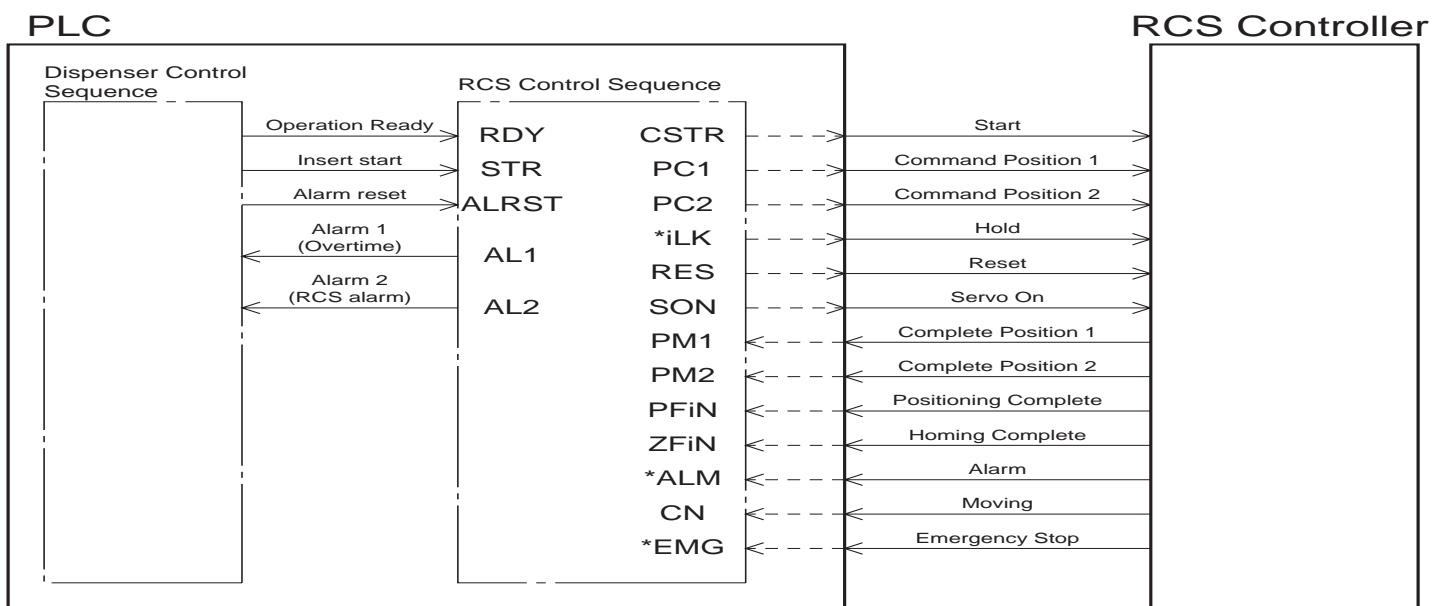 PLC
RCS Controller
Dispenser Control
Sequence
RCS Control Sequence
Operation Ready
RDY
CSTR
Start
Insert start
STR
PC1
Command Position 1
Alarm reset
ALRST
PC2
Command Position 2
Alarm 1
(Overtime)
AL1
*iLK
Hold
RES
Reset
Alarm 2
(RCS alarm)
AL2
SON
Servo On
PM1
Complete Position 1
PM2
Complete Position 2
PFiN
Positioning Complete
ZFiN
Homing Complete
*ALM
Alarm
CN
Moving
*EMG
Emergency Stop